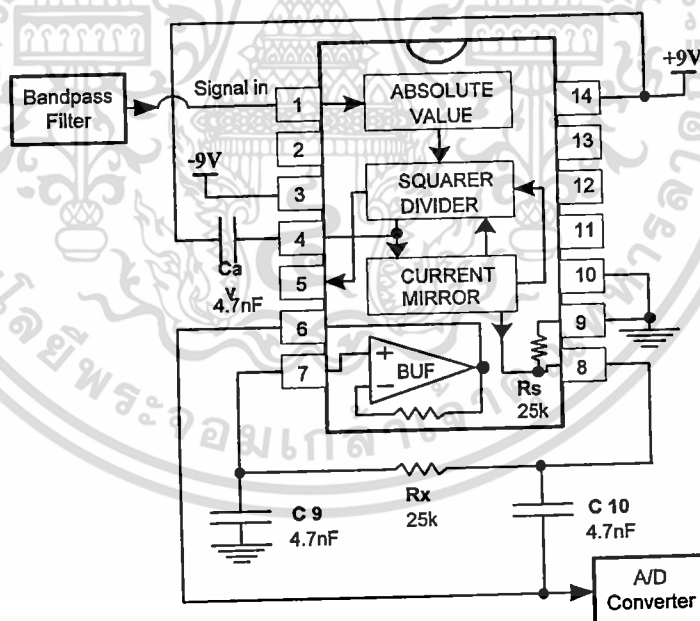 +9V
Bandpass
Filter
Signal in
1
2
-9V
3
4
Ca
v
4.7nF
5
6
7
ABSOLUTE
VALUE
SQUARER
DIVIDER
CURRENT
MIRROR
+
BUF
−
Rs
25k
14
13
12
11
10
9
8
Rx
25k
C 9
4.7nF
C 10
4.7nF
A/D
Converter